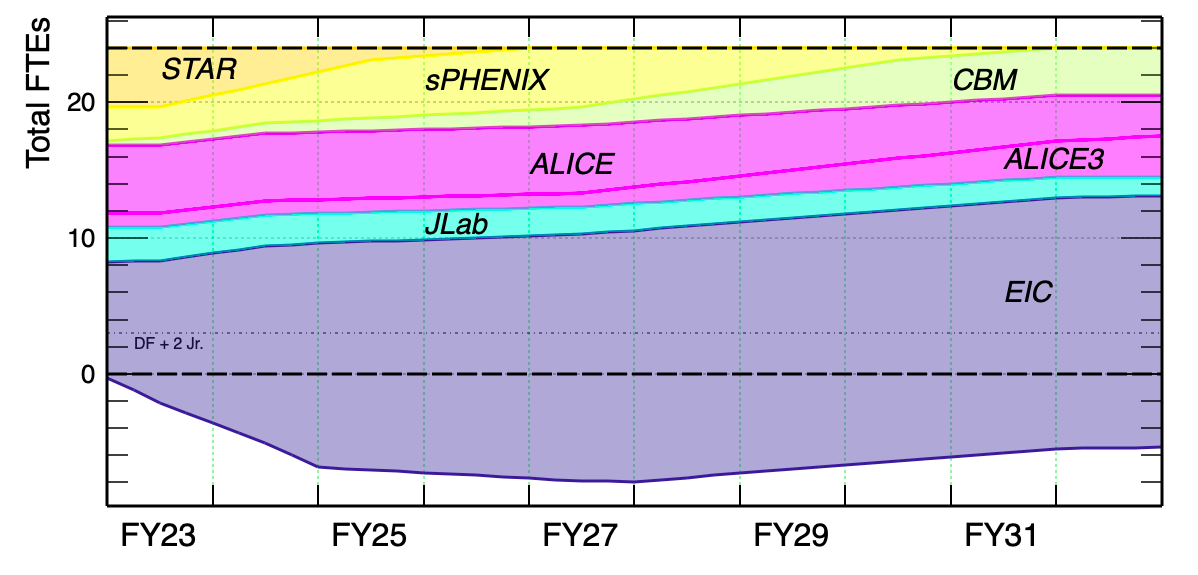 Total FTEs
STAR
sPHENIX
CBM
20
ALICE
ALICE3
JLab
10
EIC
DF + 2 Jr.
0
FY23 FY25 FY27 FY29 FY31